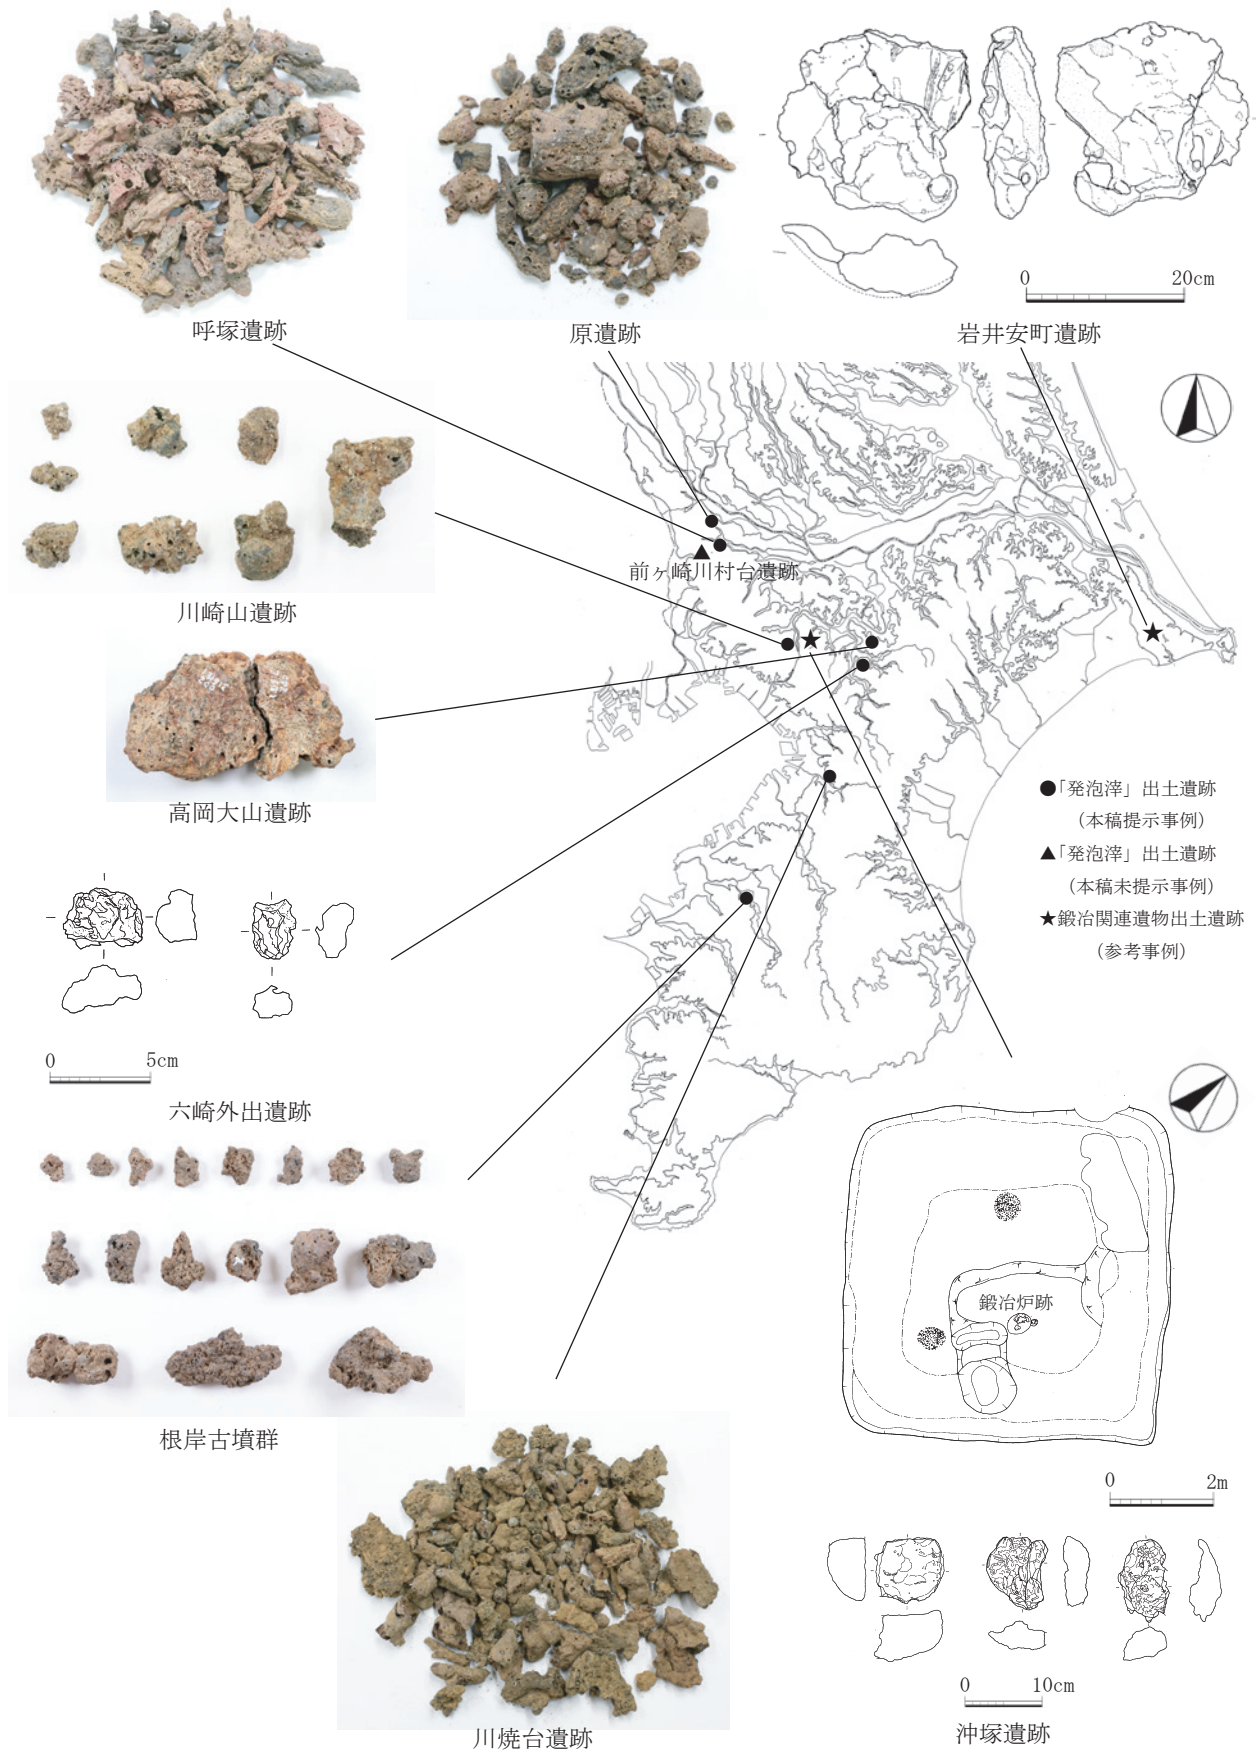 呼塚遺跡
原遺跡
0 20cm
岩井安町遺跡
川崎山遺跡
前ヶ崎川村台遺跡
高岡大山遺跡
●「発泡滓」出土遺跡
（本稿提示事例）
▲「発泡滓」出土遺跡
（本稿未提示事例）
★鍛冶関連遺物出土遺跡
（参考事例）
0 5cm
六崎外出遺跡
鍛冶炉跡
根岸古墳群
0 2m
0 10cm
川焼台遺跡
沖塚遺跡